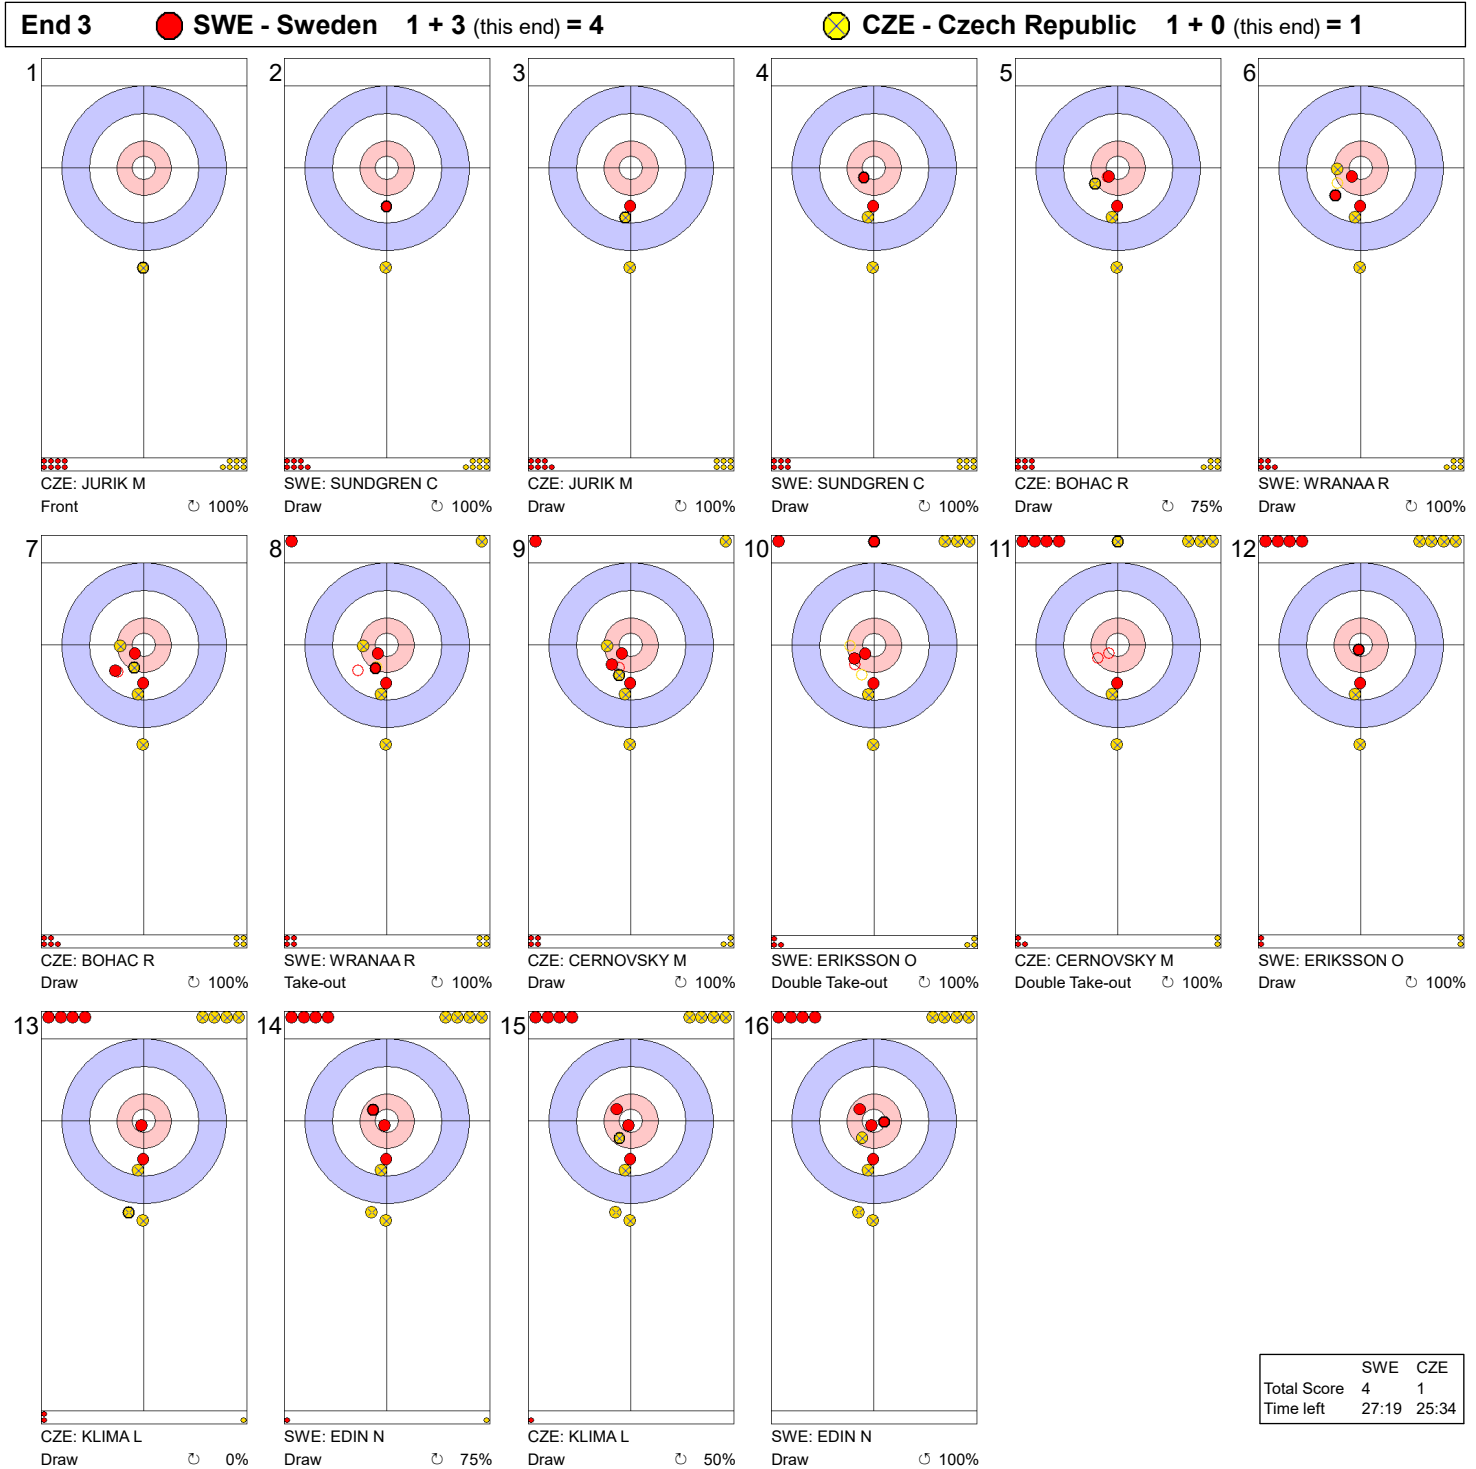 End 3 SWE - Sweden 1 + 3 (this end) = 4 CZE - Czech Republic 1 + 0 (this end) = 1
1 2 3 4 5 6
CZE: JURIK M SWE: SUNDGREN C CZE: JURIK M SWE: SUNDGREN C CZE: BOHAC R SWE: WRANAA R
Front ↻ 100% Draw ↻ 100% Draw ↻ 100% Draw ↻ 100% Draw ↻ 75% Draw ↻ 100%
7 8 9 10 11 12
CZE: BOHAC R SWE: WRANAA R CZE: CERNOVSKY M SWE: ERIKSSON O CZE: CERNOVSKY M SWE: ERIKSSON O
Draw ↻ 100% Take-out ↻ 100% Draw ↻ 100% Double Take-out ↻ 100% Double Take-out ↻ 100% Draw ↻ 100%
13 14 15 16
CZE: KLIMA L SWE: EDIN N CZE: KLIMA L SWE: EDIN N
Draw ↻ 0% Draw ↻ 75% Draw ↻ 50% Draw ↺ 100%
SWE CZE
Total Score 4 1
Time left 27:19 25:34